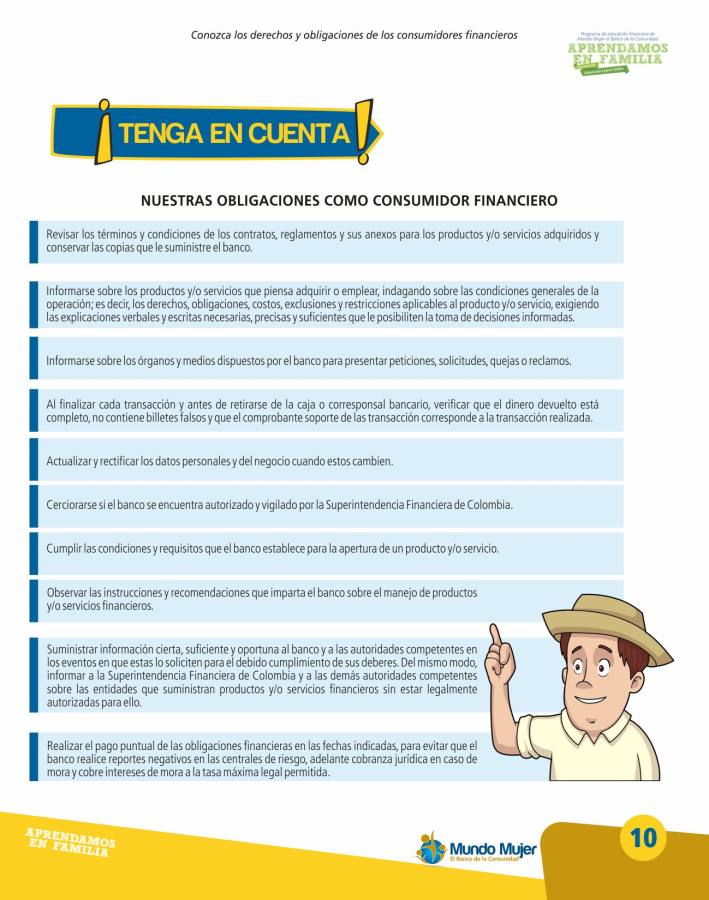 Conozca los derechos y obligaciones de los consumidores financieros
Programa de educación financiera de
Mundo Mujer el Banco de la Comunidad
APRENDAMOS
EN FAMILIA
¡TENGA EN CUENTA!
NUESTRAS OBLIGACIONES COMO CONSUMIDOR FINANCIERO
Revisar los términos y condiciones de los contratos, reglamentos y sus anexos para los productos y/o servicios adquiridos y
conservar las copias que le suministre el banco.
Informarse sobre los productos y/o servicios que piensa adquirir o emplear, indagando sobre las condiciones generales de la
operación; es decir, los derechos, obligaciones, costos, exclusiones y restricciones aplicables al producto y/o servicio, exigiendo
las explicaciones verbales y escritas necesarias, precisas y suficientes que le posibiliten la toma de decisiones informadas.
Informarse sobre los órganos y medios dispuestos por el banco para presentar peticiones, solicitudes, quejas o reclamos.
Al finalizar cada transacción y antes de retirarse de la caja o corresponsal bancario, verificar que el dinero devuelto está
completo, no contiene billetes falsos y que el comprobante soporte de las transacción corresponde a la transacción realizada.
Actualizar y rectificar los datos personales y del negocio cuando estos cambien.
Cerciorarse si el banco se encuentra autorizado y vigilado por la Superintendencia Financiera de Colombia.
Cumplir las condiciones y requisitos que el banco establece para la apertura de un producto y/o servicio.
Observar las instrucciones y recomendaciones que imparta el banco sobre el manejo de productos
y/o servicios financieros.
Suministrar información cierta, suficiente y oportuna al banco y a las autoridades competentes en
los eventos en que estas lo soliciten para el debido cumplimiento de sus deberes. Del mismo modo,
informar a la Superintendencia Financiera de Colombia y a las demás autoridades competentes
sobre las entidades que suministran productos y/o servicios financieros sin estar legalmente
autorizadas para ello.
Realizar el pago puntual de las obligaciones financieras en las fechas indicadas, para evitar que el
banco realice reportes negativos en las centrales de riesgo, adelante cobranza jurídica en caso de
mora y cobre intereses de mora a la tasa máxima legal permitida.
APRENDAMOS
EN FAMILIA
Mundo Mujer
El Banco de la Comunidad
10